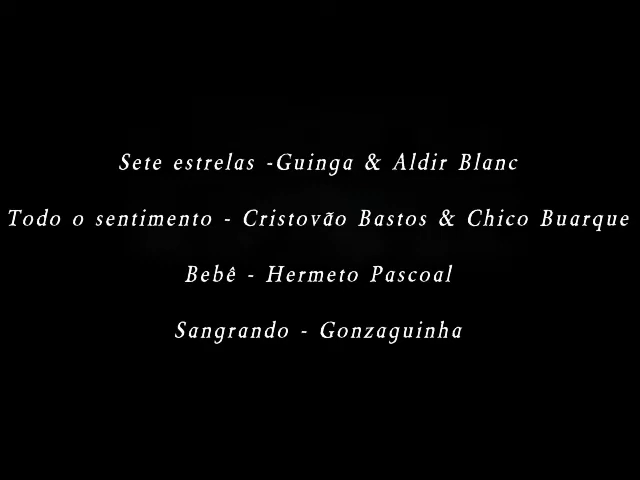 Sete estrelas -Guinga & Aldir Blanc
Todo o sentimento - Cristovão Bastos & Chico Buarque
Bebê - Hermeto Pascoal
Sangrando - Gonzaguinha